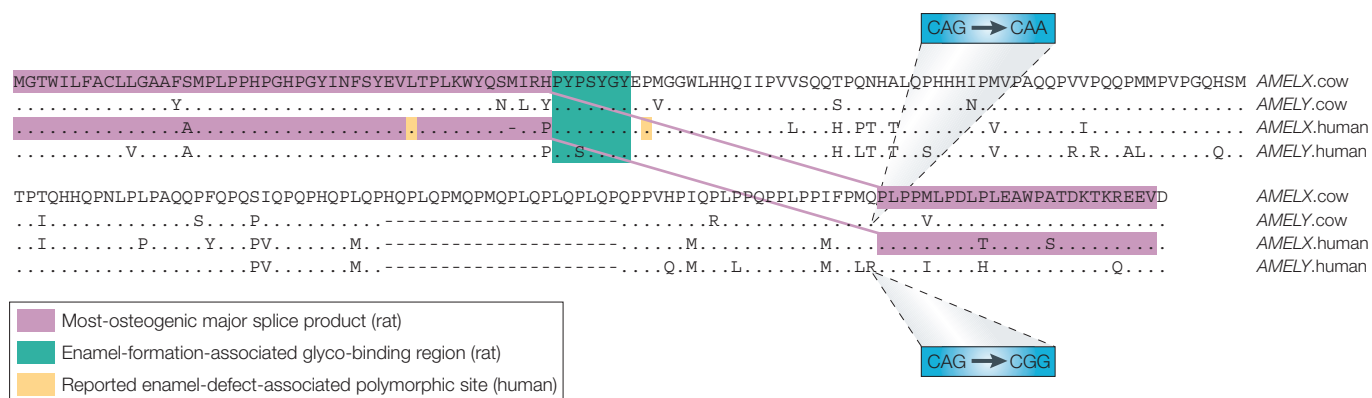 CAG → CAA
MGTWILFACLLGAAFSMPLPPHPGHPGYINFSYEVLTPLKWYQSMIRHPYPSYGYEPMGGWLHHQIIPVVSQQTPQNHALQPHHHIPMVPAQQPVVPQQPMMPVPGQHSM AMELX.cow
..............Y............................N.L.Y.........V...............S...........N........................ AMELY.cow
...............A............................-..P.....................L...H.PT.T........V.......I.............. AMELX.human
..........V....A...............................P..S......................H.LT.T..S.....V......R.R..AL......Q.. AMELY.human
TPTQHHQPNLPLPAQQPFQPQSIQPQPHQPLQPHQPLQPMQPMQPLQPLQPLQPQPPVHPIQPLPPQPPLPPIFPMQPLPPMLPDLPLEAWPATDKTKREEVD AMELX.cow
..I.............S....P...........---------------------........R..................V..................... AMELY.cow
..I........P.....Y...PV.......L..---------------------......M...........M.............T.....S.......... AMELX.human
.....................PV.......L..---------------------....Q.M...L.......M..LR....I....H...........Q.... AMELY.human
Most-osteogenic major splice product (rat)
Enamel-formation-associated glyco-binding region (rat)
Reported enamel-defect-associated polymorphic site (human)
CAG → CGG